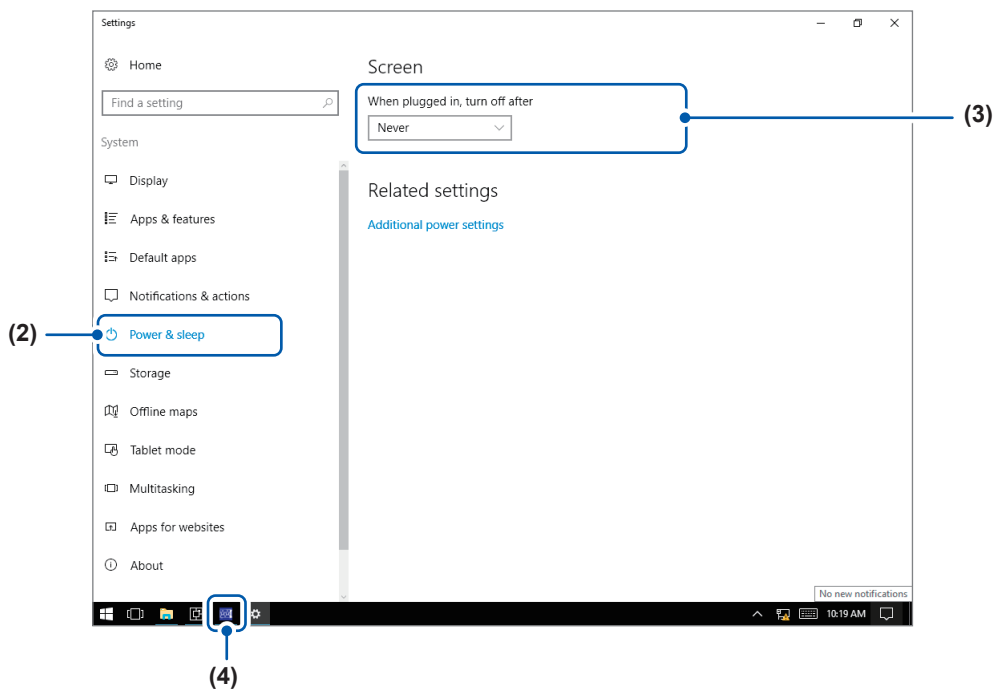 Settings
Home
Find a setting
System
Display
Apps & features
Default apps
Notifications & actions
(2)
Power & sleep
Storage
Offline maps
Tablet mode
Multitasking
Apps for websites
About
Screen
When plugged in, turn off after
Never
(3)
Related settings
Additional power settings
No new notifications
10:19 AM
(4)